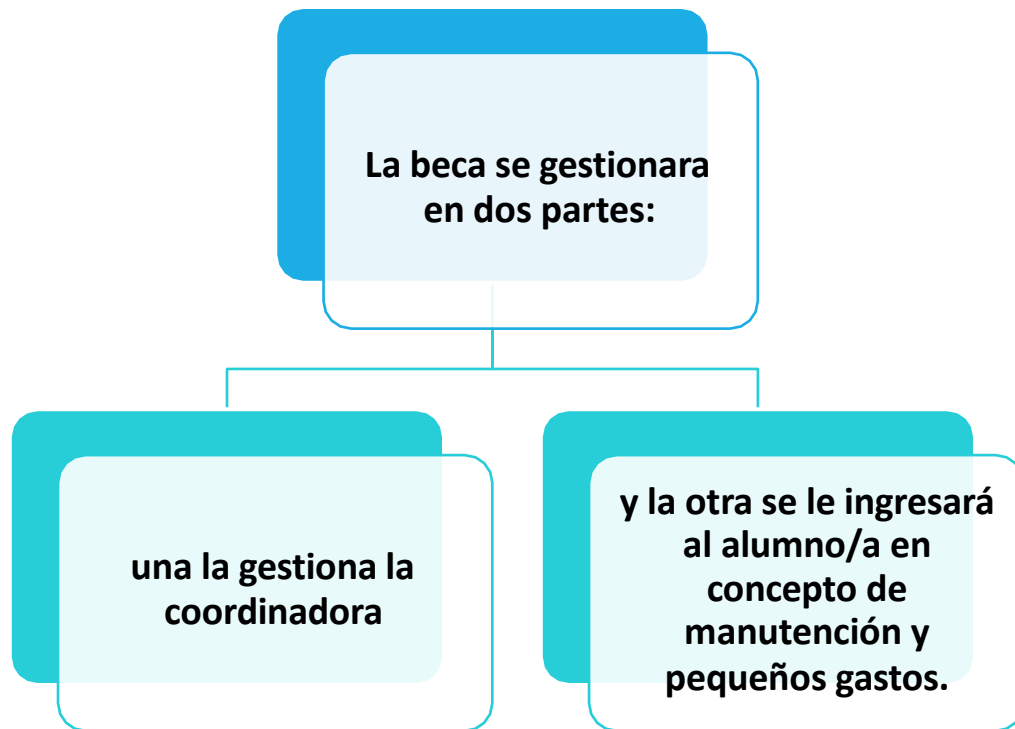 La beca se gestionara
en dos partes:
una la gestiona la
coordinadora
y la otra se le ingresará
al alumno/a en
concepto de
manutención y
pequeños gastos.